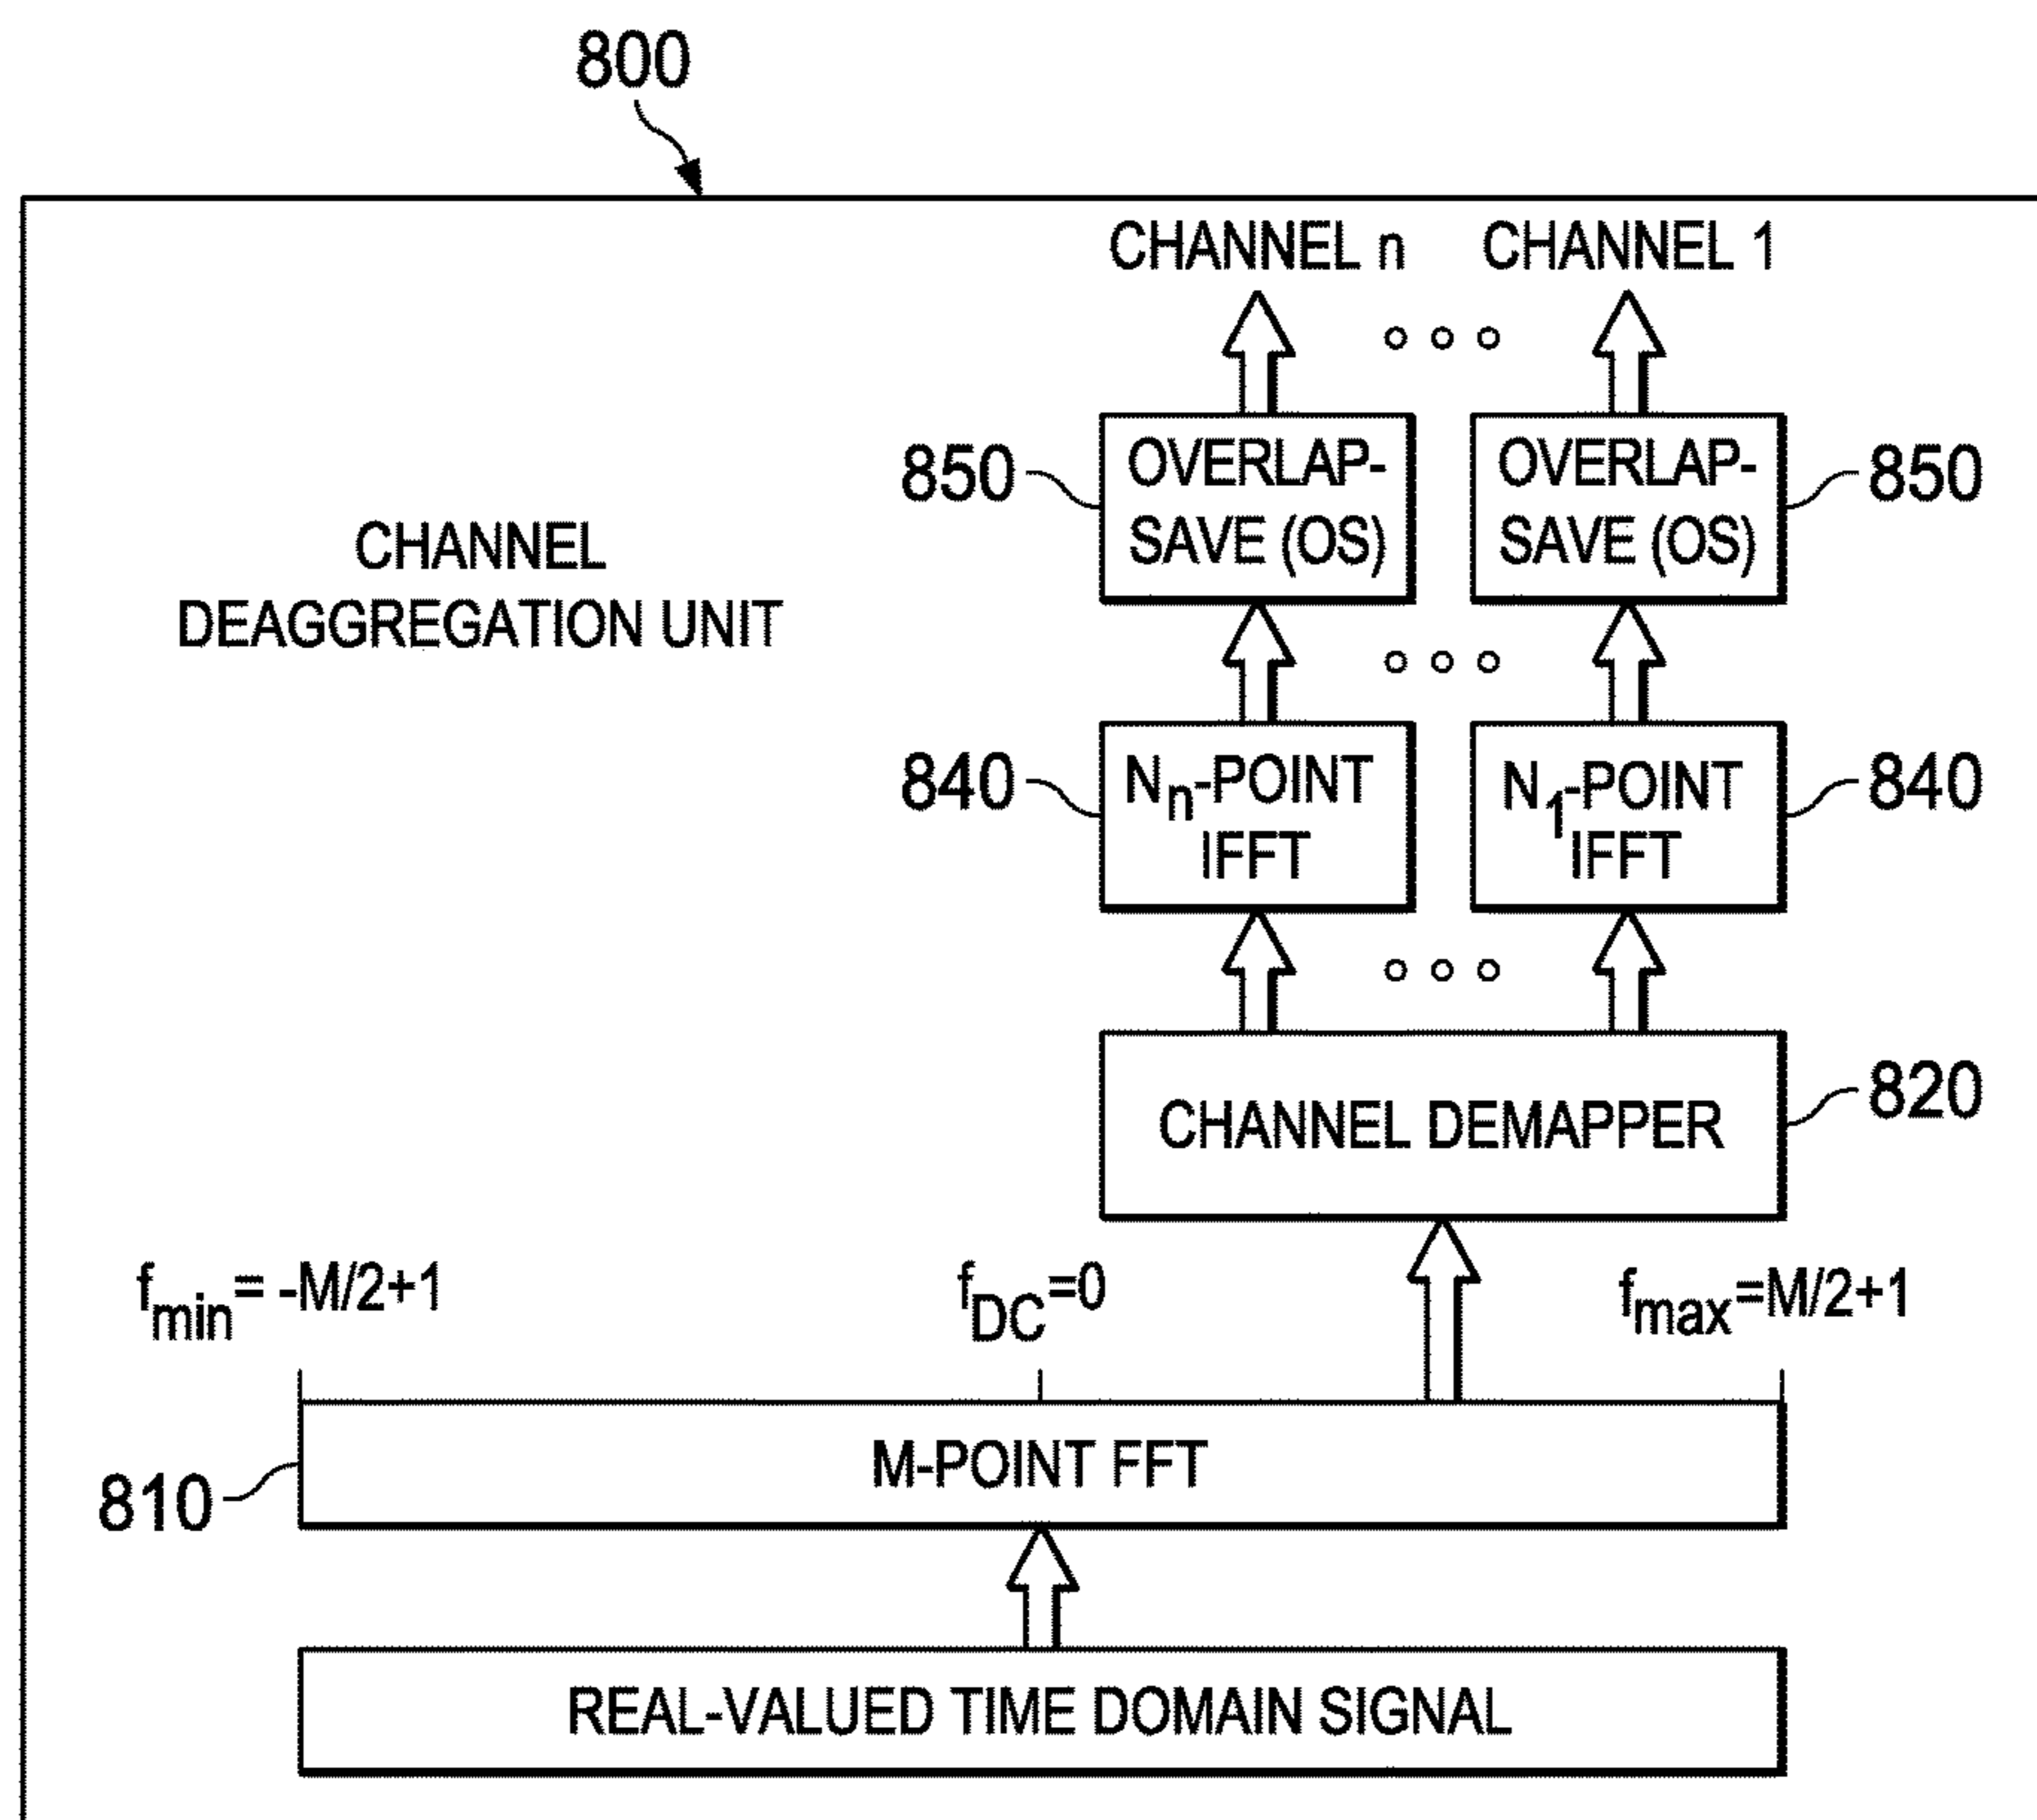 800
CHANNEL n
CHANNEL 1
850
OVERLAP-
SAVE (OS)
OVERLAP-
SAVE (OS)
850
CHANNEL
DEAGGREGATION UNIT
840
Nn-POINT
IFFT
N1-POINT
IFFT
840
CHANNEL DEMAPPER
820
fmin= -M/2+1
fDC=0
fmax=M/2+1
M-POINT FFT
810
REAL-VALUED TIME DOMAIN SIGNAL